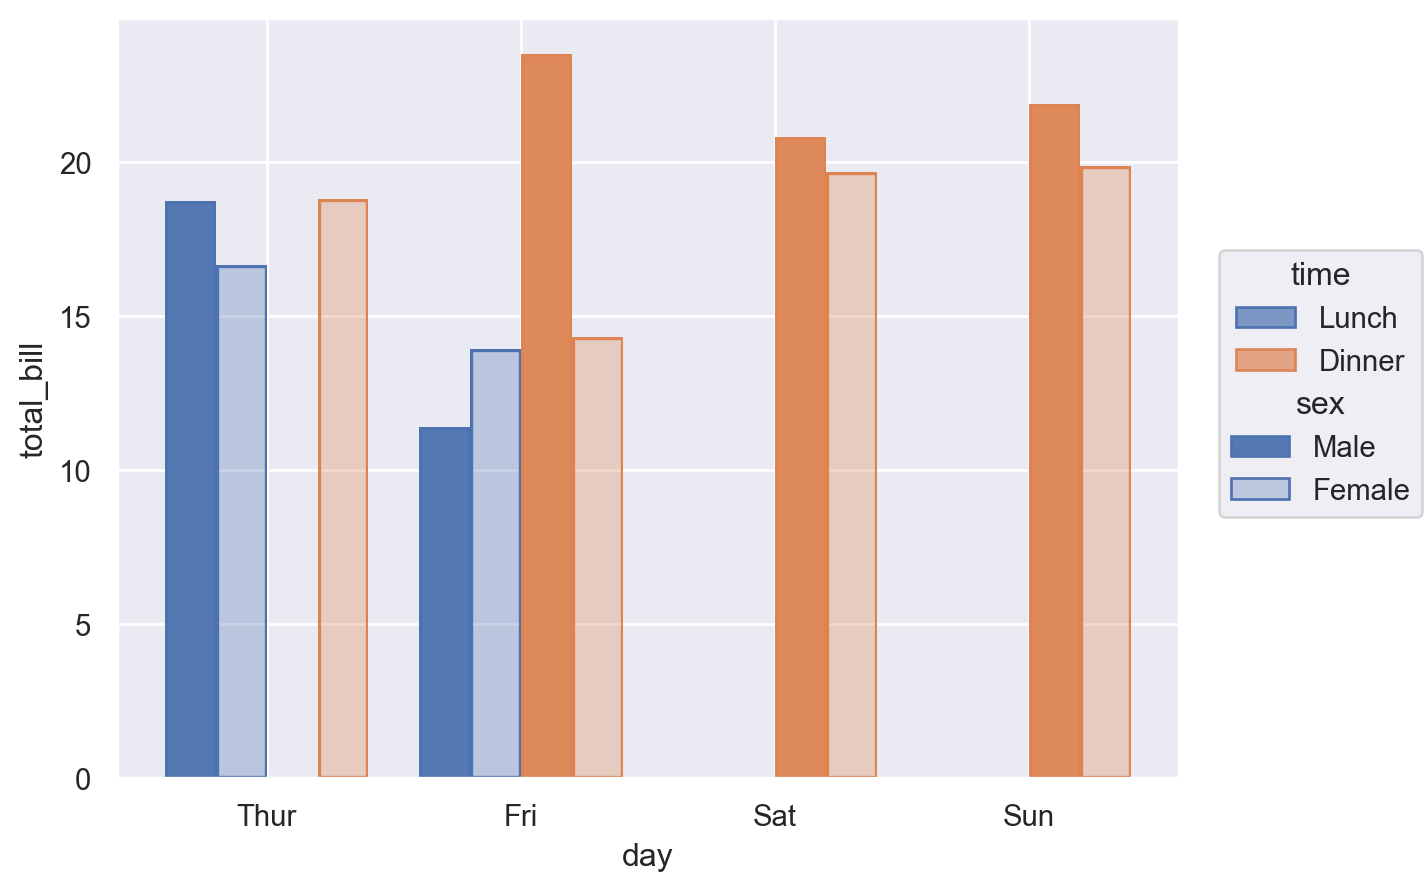 total_bill
20
15
10
5
0
Thur Fri Sat Sun
day
time
Lunch
Dinner
sex
Male
Female